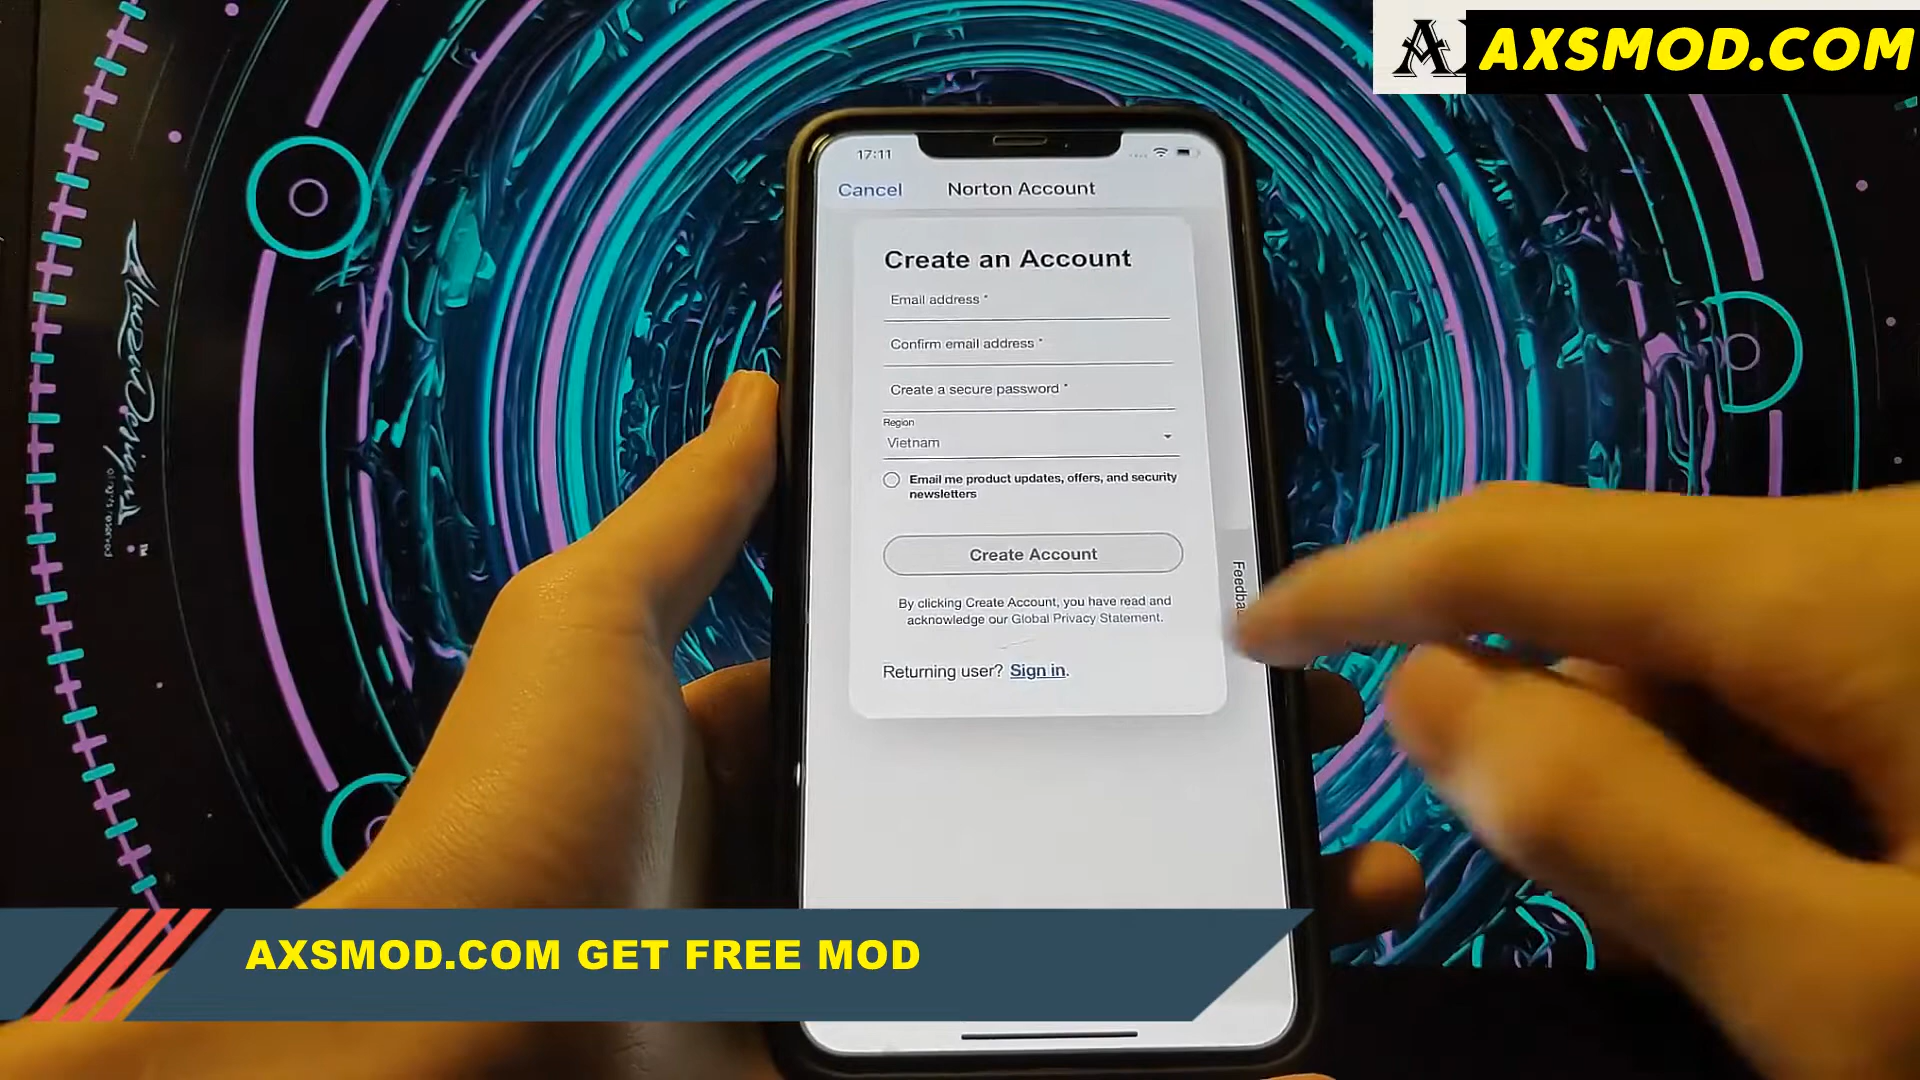 AXSMOD.COM
17:11
Cancel
Norton Account
Create an Account
Email address *
Confirm email address *
Create a secure password *
Region
Vietnam
Email me product updates, offers, and security
newsletters
Create Account
By clicking Create Account, you have read and
acknowledge our Global Privacy Statement.
Returning user? Sign in.
AXSMOD.COM GET FREE MOD